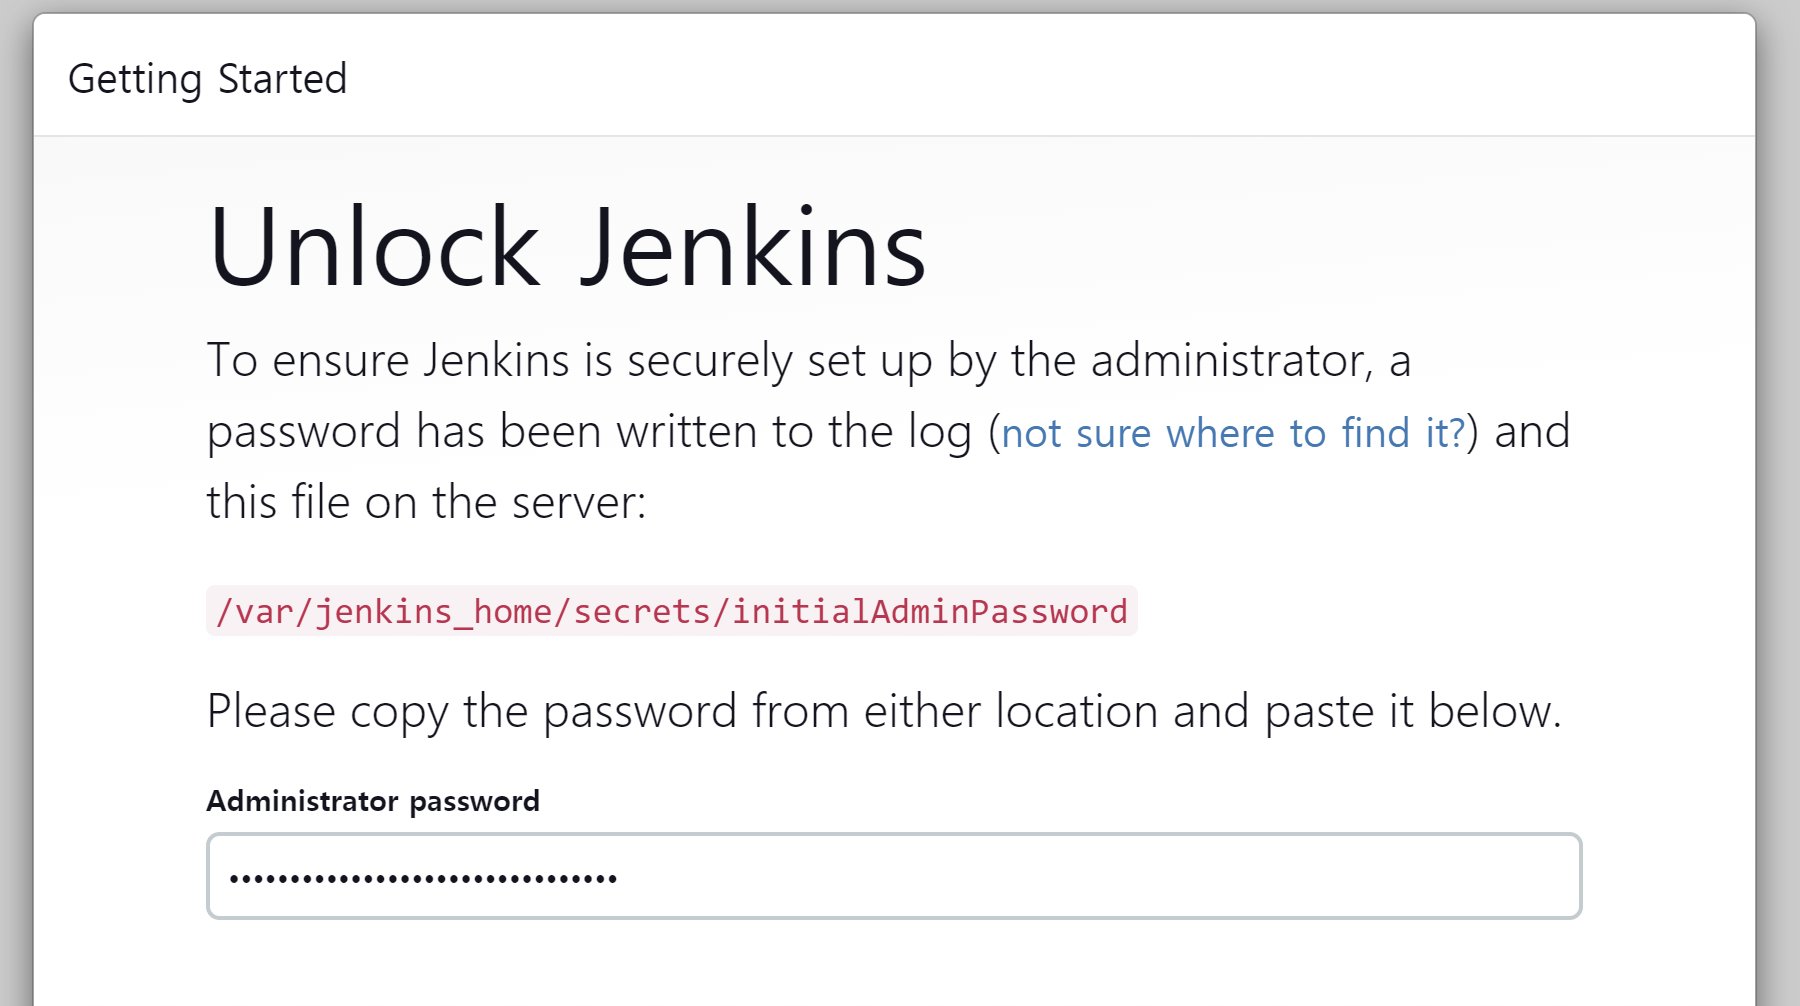 Getting Started
Unlock Jenkins
To ensure Jenkins is securely set up by the administrator, a
password has been written to the log (not sure where to find it?) and
this file on the server:
/var/jenkins_home/secrets/initialAdminPassword
Please copy the password from either location and paste it below.
Administrator password
••••••••••••••••••••••••••••••••